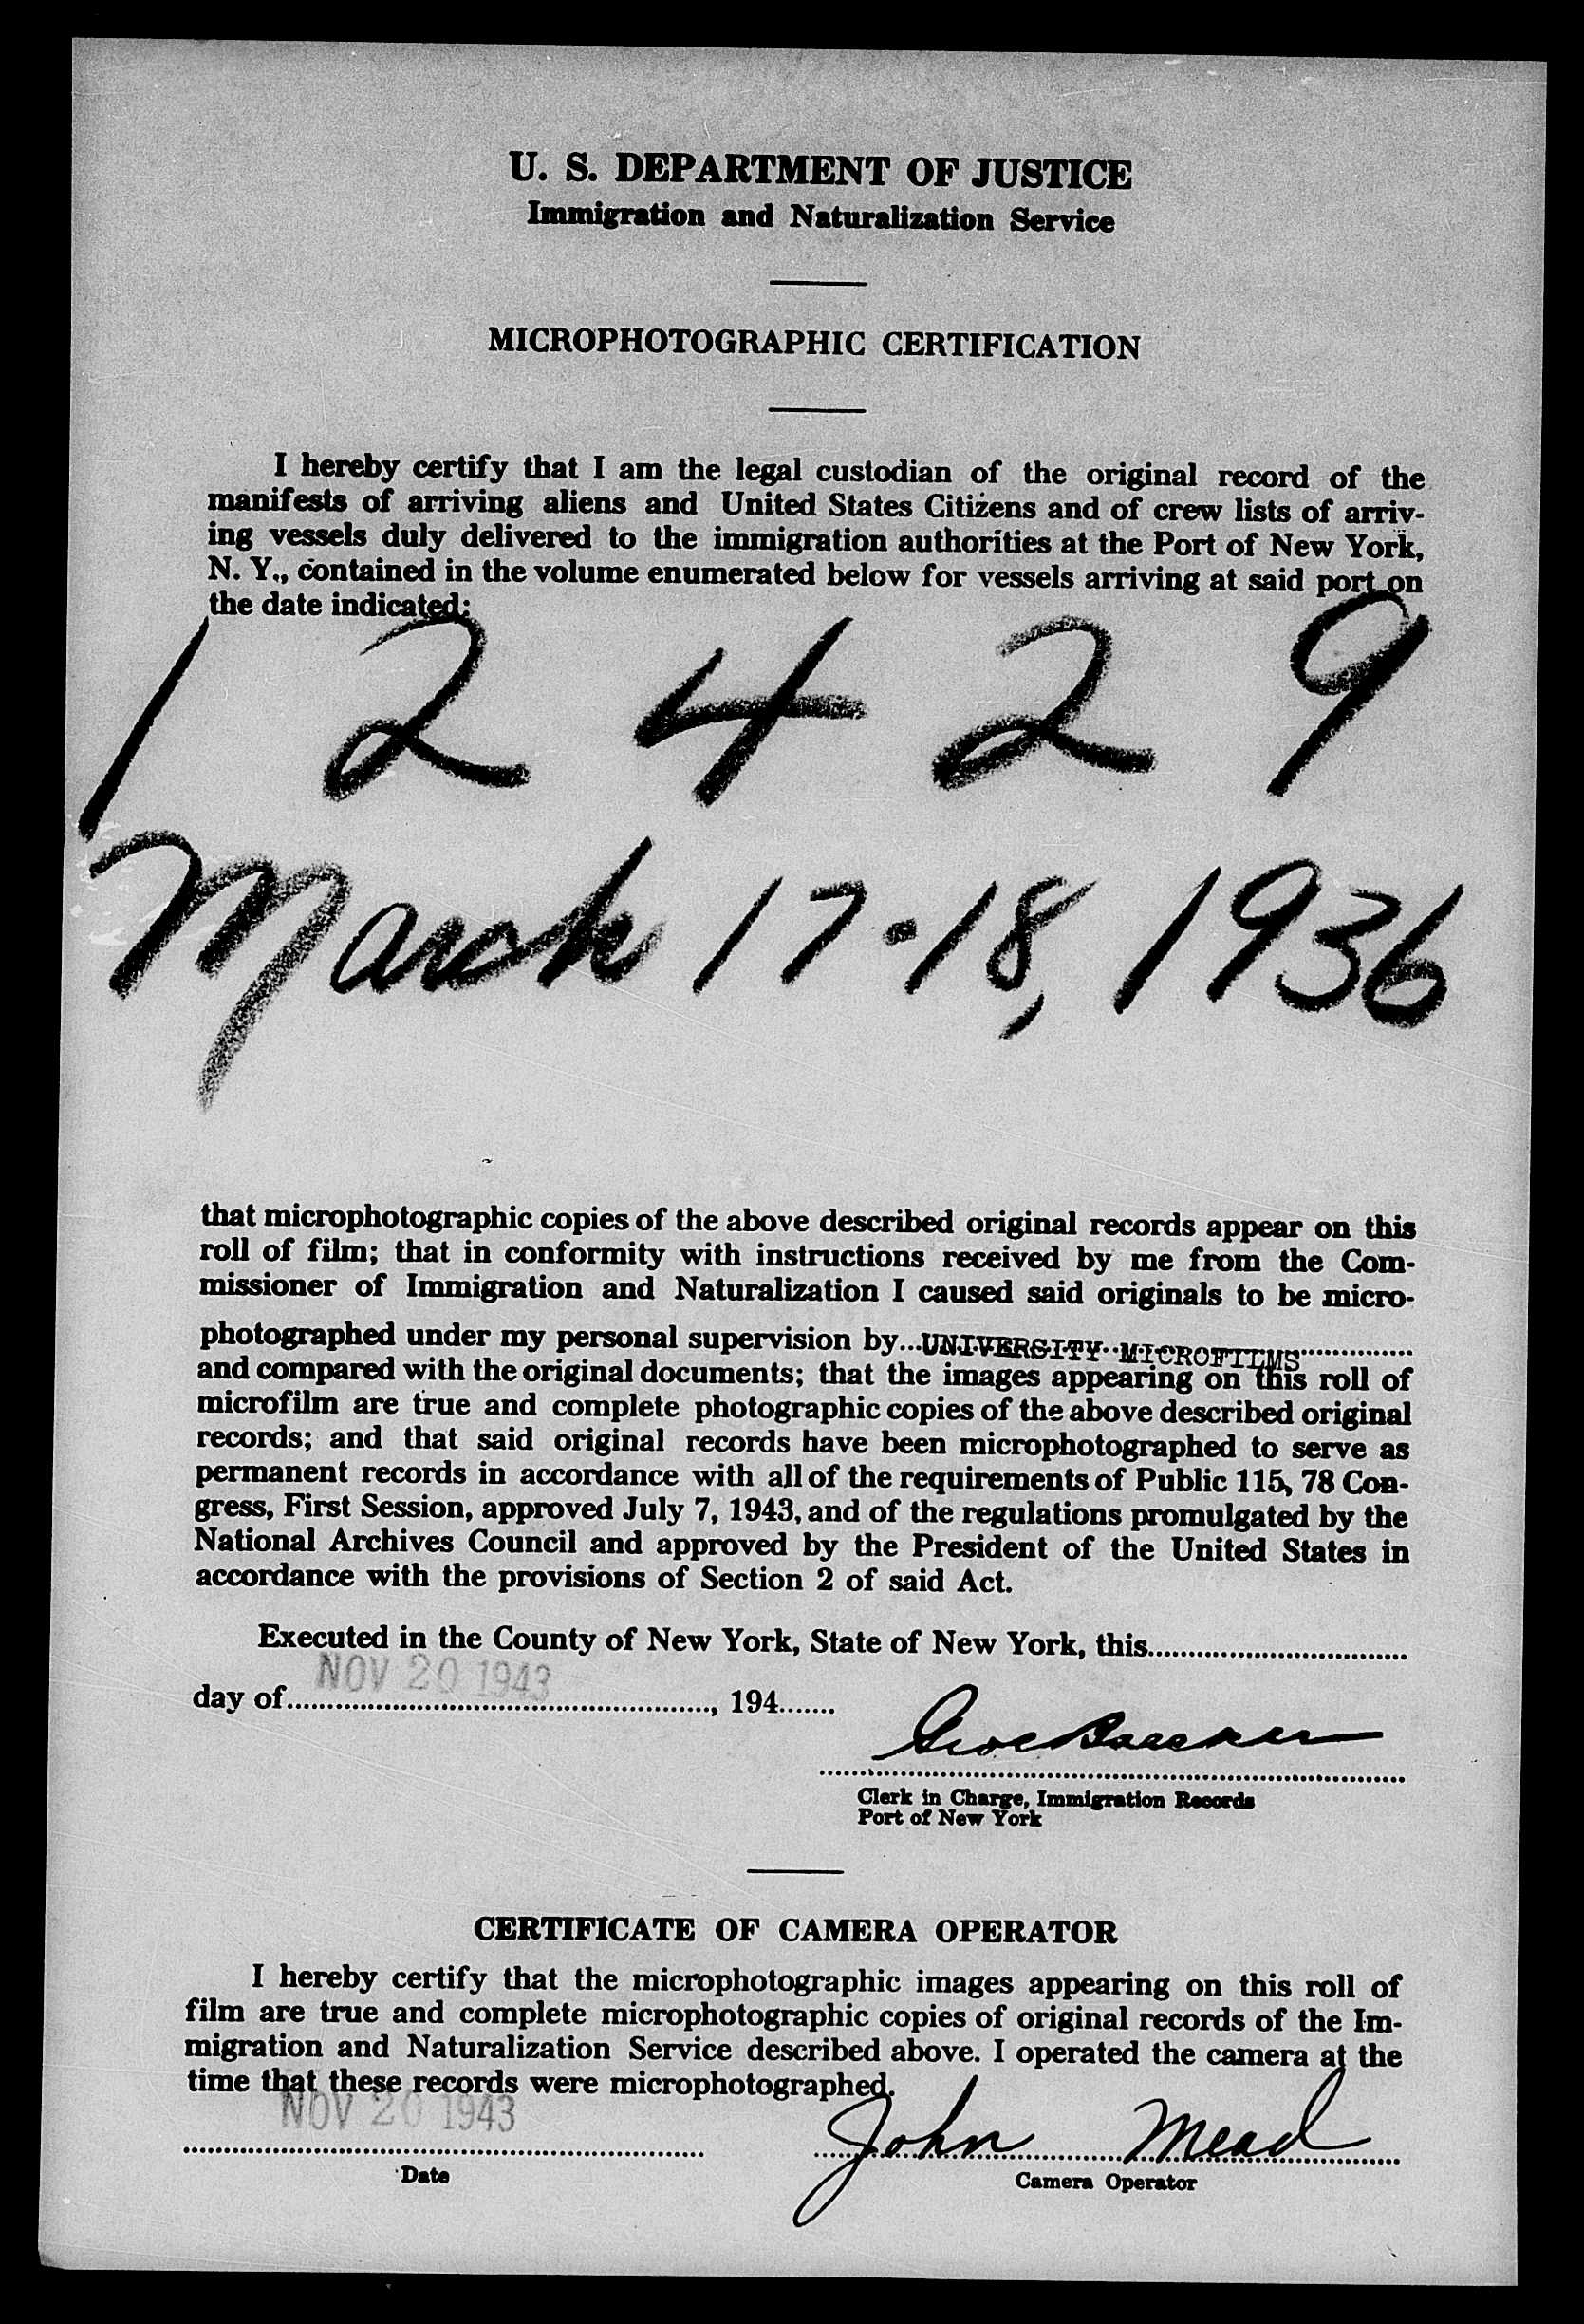 U. S. DEPARTMENT OF JUSTICE
Immigration and Naturalization Service
MICROPHOTOGRAPHIC CERTIFICATION
I hereby certify that I am the legal custodian of the original record of the
manifests of arriving aliens and United States Citizens and of crew lists of arriv-
ing vessels duly delivered to the immigration authorities at the Port of New York,
N. Y., contained in the volume enumerated below for vessels arriving at said port on
the date indicated:
1 2 4 2 9
March 17-18, 1936
that microphotographic copies of the above described original records appear on this
roll of film; that in conformity with instructions received by me from the Com-
missioner of Immigration and Naturalization I caused said originals to be micro-
photographed under my personal supervision by...UNIVERSITY MICROFILMS
and compared with the original documents; that the images appearing on this roll of
microfilm are true and complete photographic copies of the above described original
records; and that said original records have been microphotographed to serve as
permanent records in accordance with all of the requirements of Public 115, 78 Con-
gress, First Session, approved July 7, 1943, and of the regulations promulgated by the
National Archives Council and approved by the President of the United States in
accordance with the provisions of Section 2 of said Act.
Executed in the County of New York, State of New York, this
NOV 20 1943
day of , 194
Clerk in Charge, Immigration Records
Port of New York
CERTIFICATE OF CAMERA OPERATOR
I hereby certify that the microphotographic images appearing on this roll of
film are true and complete microphotographic copies of original records of the Im-
migration and Naturalization Service described above. I operated the camera at the
time that these records were microphotographed.
NOV 20 1943
John Mead
Date
Camera Operator